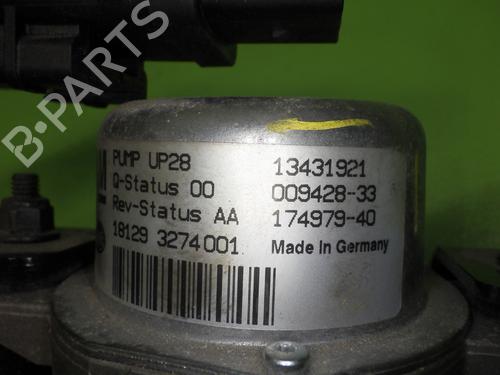 B-PARTS
PUMP UP28
Q-Status 00
Rev-Status AA
18129 3274001
13431921
009428-33
174979-40
Made in Germany